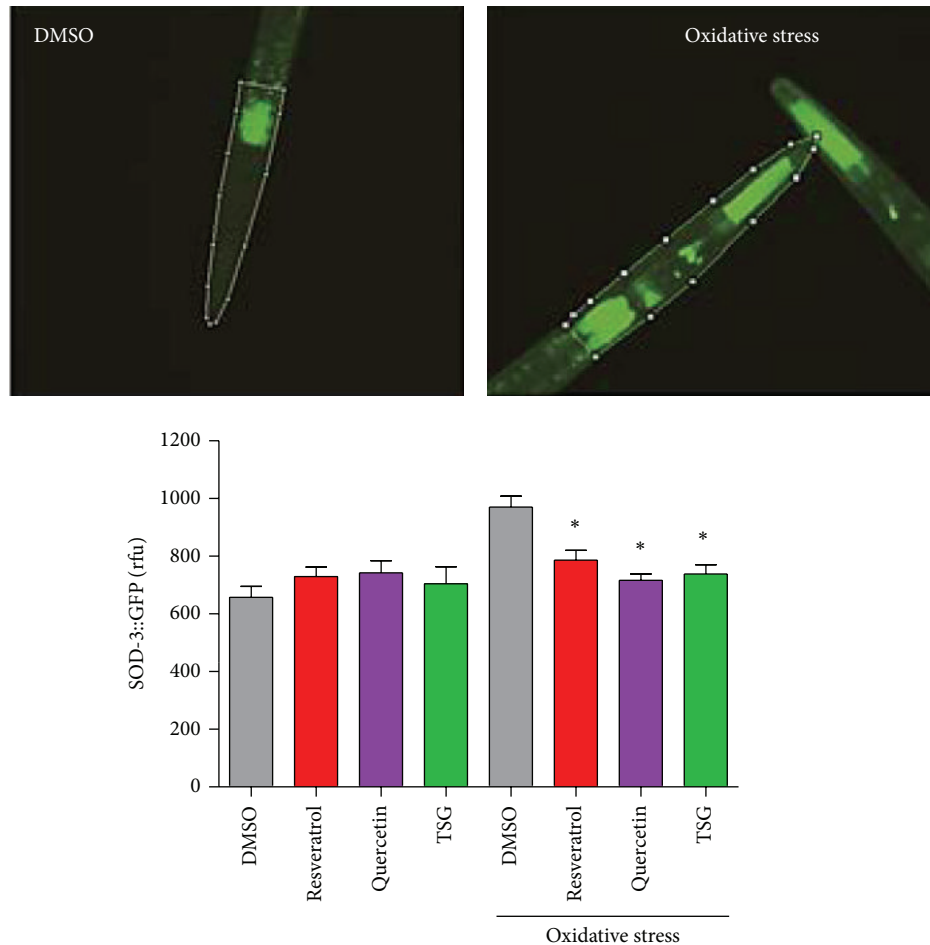 DMSO
Oxidative stress
1200
1000
800
600
400
200
0
SOD-3::GFP (rfu)
*
*
*
DMSO
Resveratrol
Quercetin
TSG
DMSO
Resveratrol
Quercetin
TSG
Oxidative stress